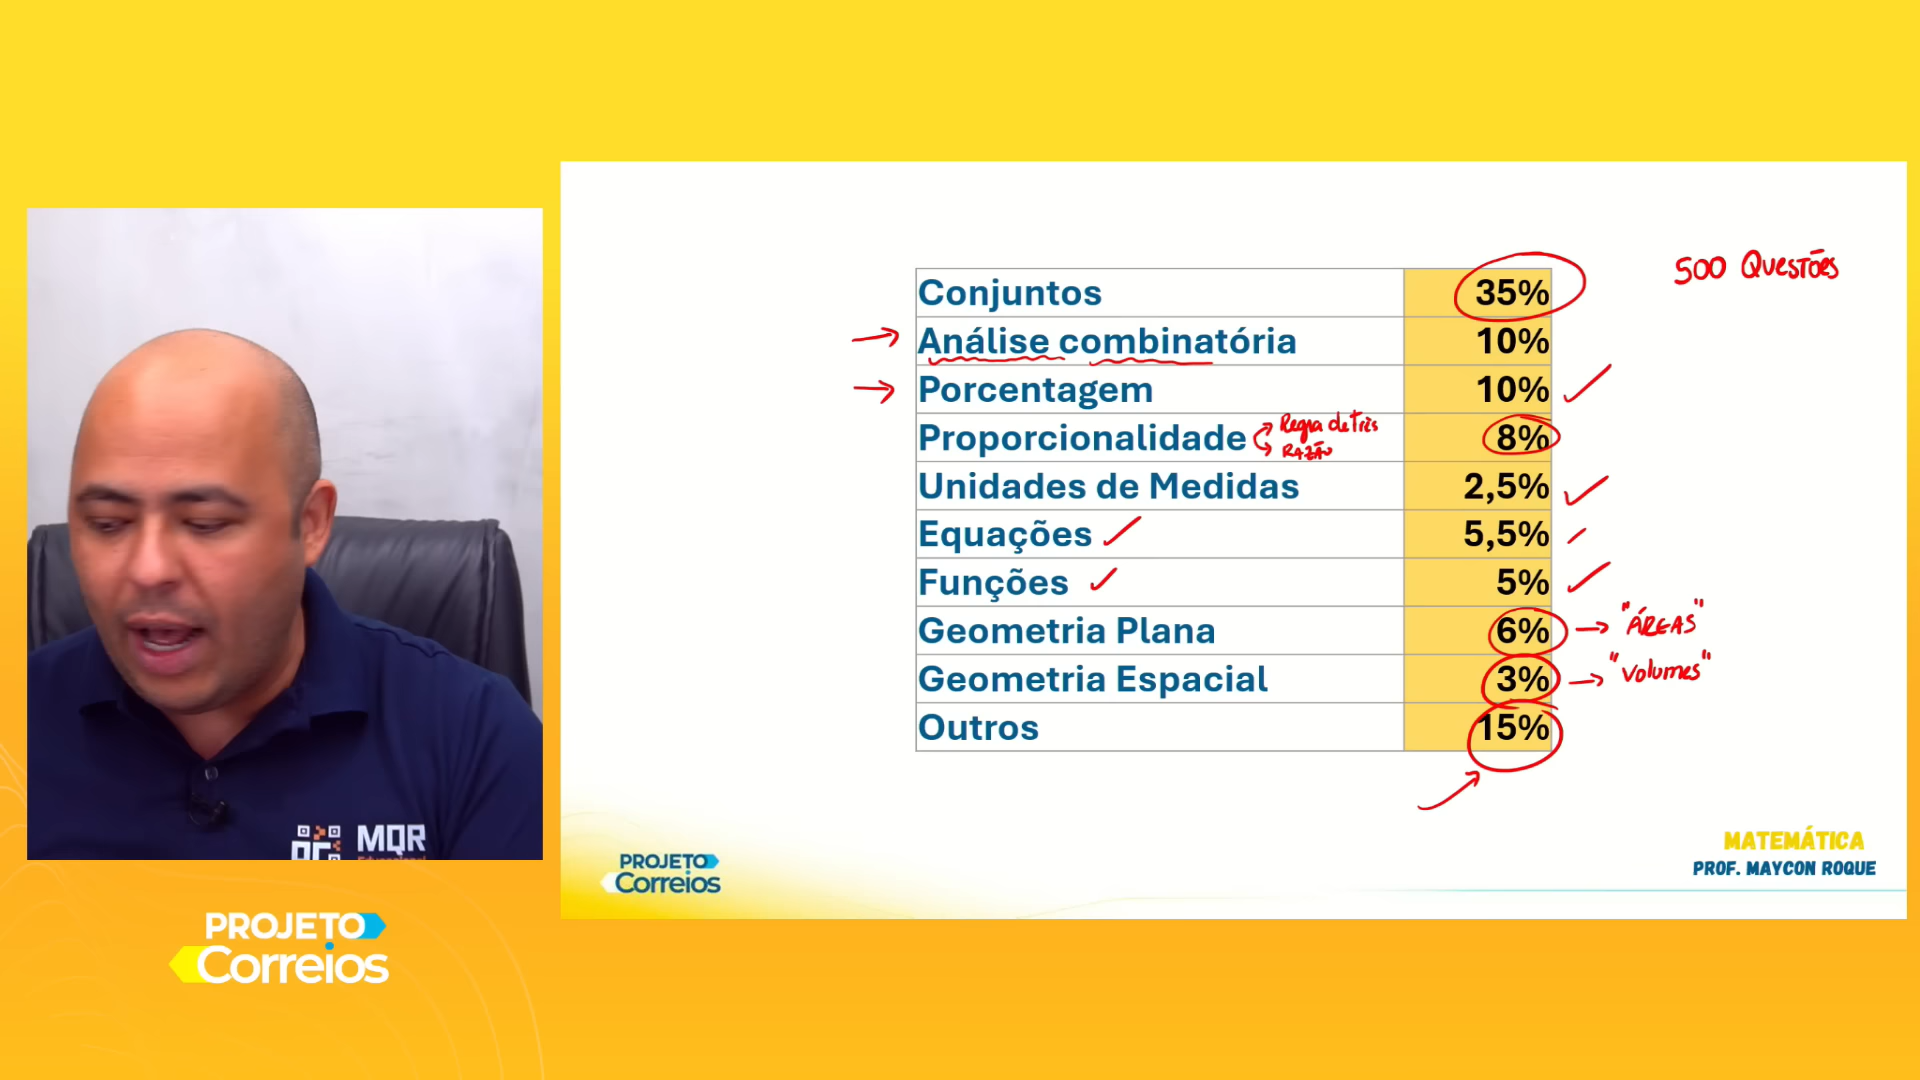 500 QUESTÕES
Conjuntos 35%
Análise combinatória 10%
Porcentagem 10%
Proporcionalidade Regra de Três RAZÃO 8%
Unidades de Medidas 2,5%
Equações 5,5%
Funções 5%
Geometria Plana 6% "ÁREAS"
Geometria Espacial 3% "Volumes"
Outros 15%
MQR
MATEMÁTICA
PROF. MAYCON ROQUE
PROJETO
Correios
PROJETO
Correios